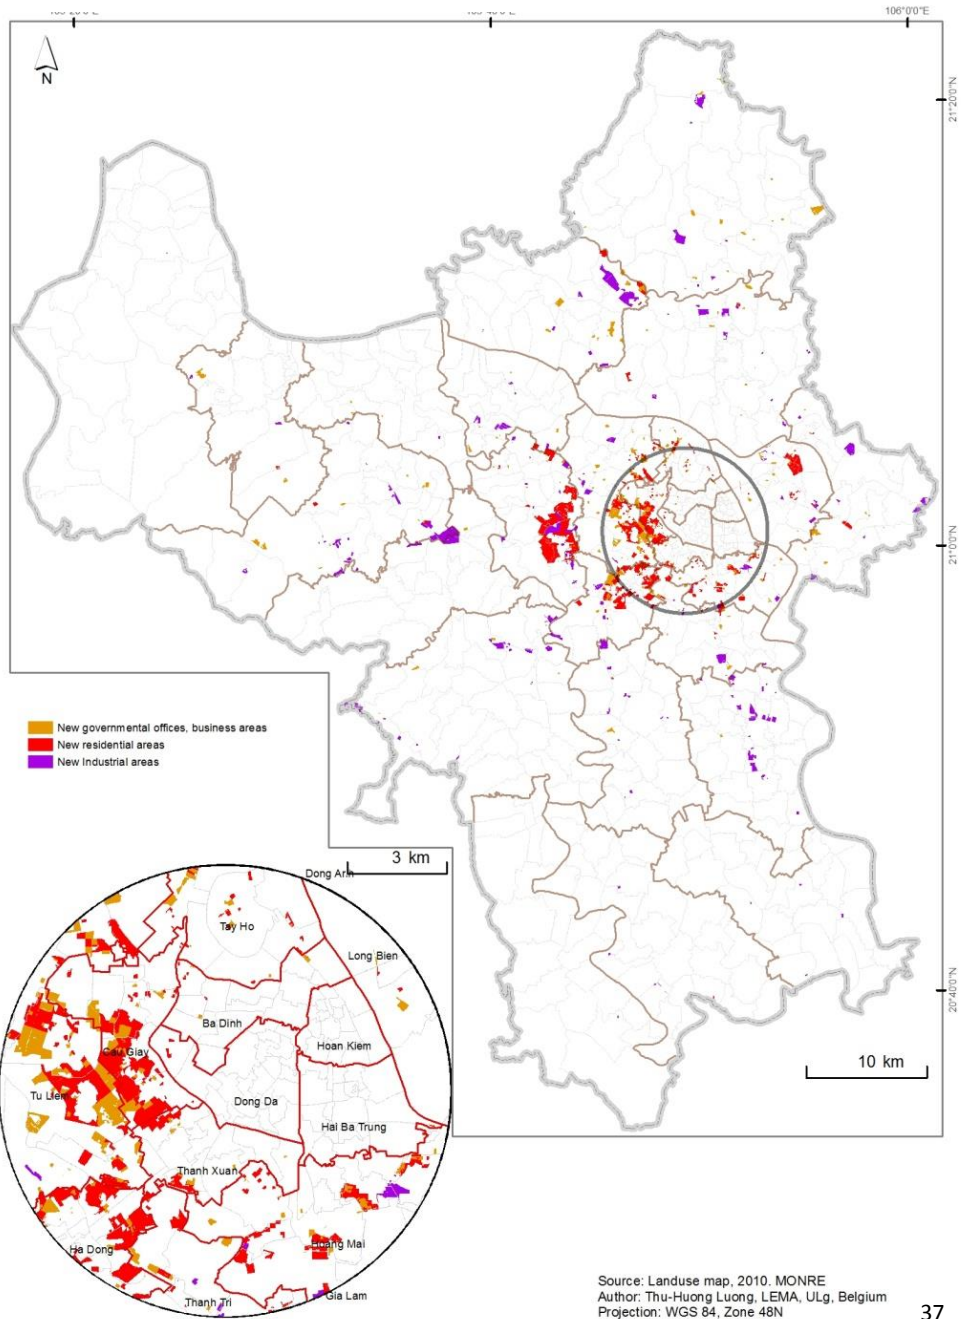 106°0'0"E
N
21°20'0"N
21°0'0"N
New governmental offices, business areas
New residential areas
New Industrial areas
3 km
Dong Anh
Tay Ho
Long Bien
20°40'0"N
Ba Dinh
Hoan Kiem
Cau Giay
10 km
Tu Liem
Dong Da
Hai Ba Trung
Thanh Xuan
Hoang Mai
Ha Dong
Gia Lam
Thanh Tri
Source: Landuse map, 2010. MONRE
Author: Thu-Huong Luong, LEMA, ULg, Belgium
Projection: WGS 84, Zone 48N
37